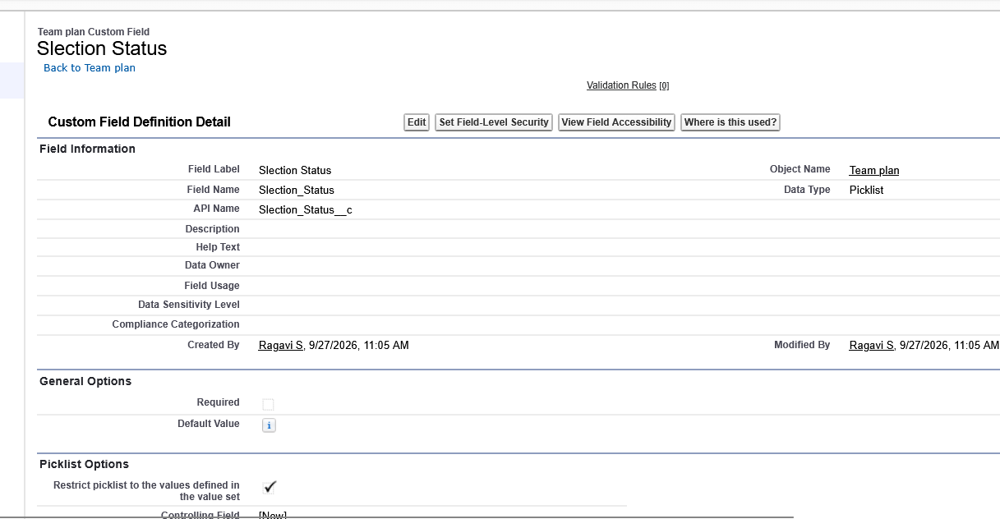 Team plan Custom Field
Slection Status
Back to Team plan
Validation Rules [0]
Custom Field Definition Detail
Edit Set Field-Level Security View Field Accessibility Where is this used?
Field Information
Field Label Slection Status Object Name Team plan
Field Name Slection_Status Data Type Picklist
API Name Slection_Status__c
Description
Help Text
Data Owner
Field Usage
Data Sensitivity Level
Compliance Categorization
Created By Ragavi S, 9/27/2026, 11:05 AM Modified By Ragavi S, 9/27/2026, 11:05 AM
General Options
Required
Default Value
Picklist Options
Restrict picklist to the values defined in
the value set
Controlling Field [New]